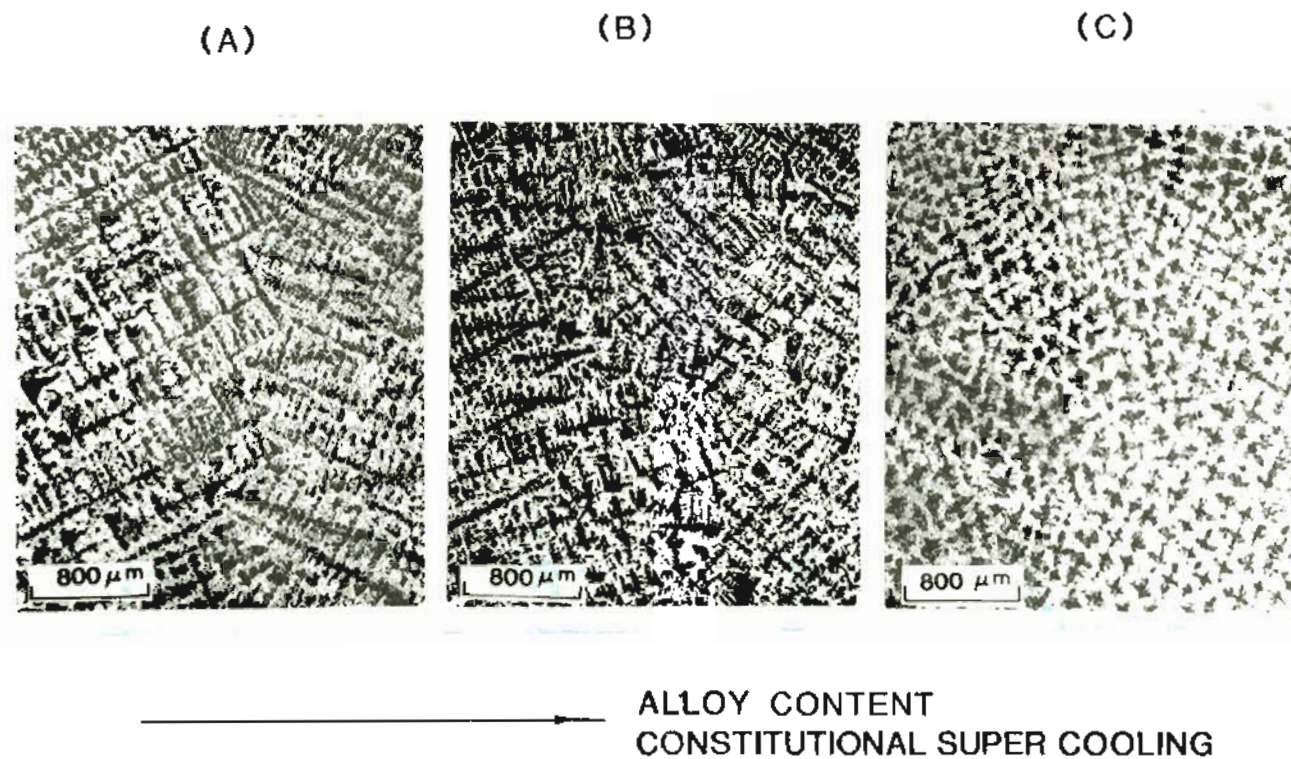 (A)
(B)
(C)
800 μm
800 μm
800 μm
ALLOY CONTENT
CONSTITUTIONAL SUPER COOLING